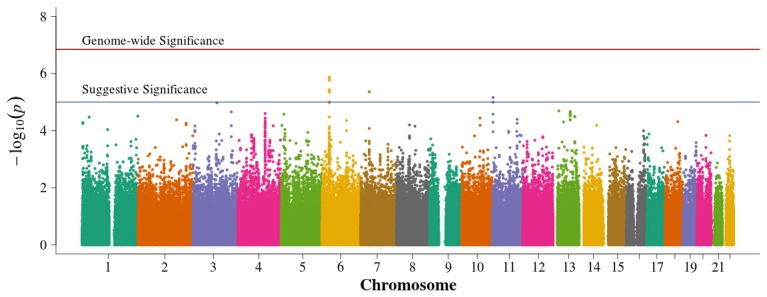 8
Genome-wide Significance
6
Suggestive Significance
4
2
0
−log₁₀(p)
1 2 3 4 5 6 7 8 9 10 11 12 13 14 15 17 19 21
Chromosome